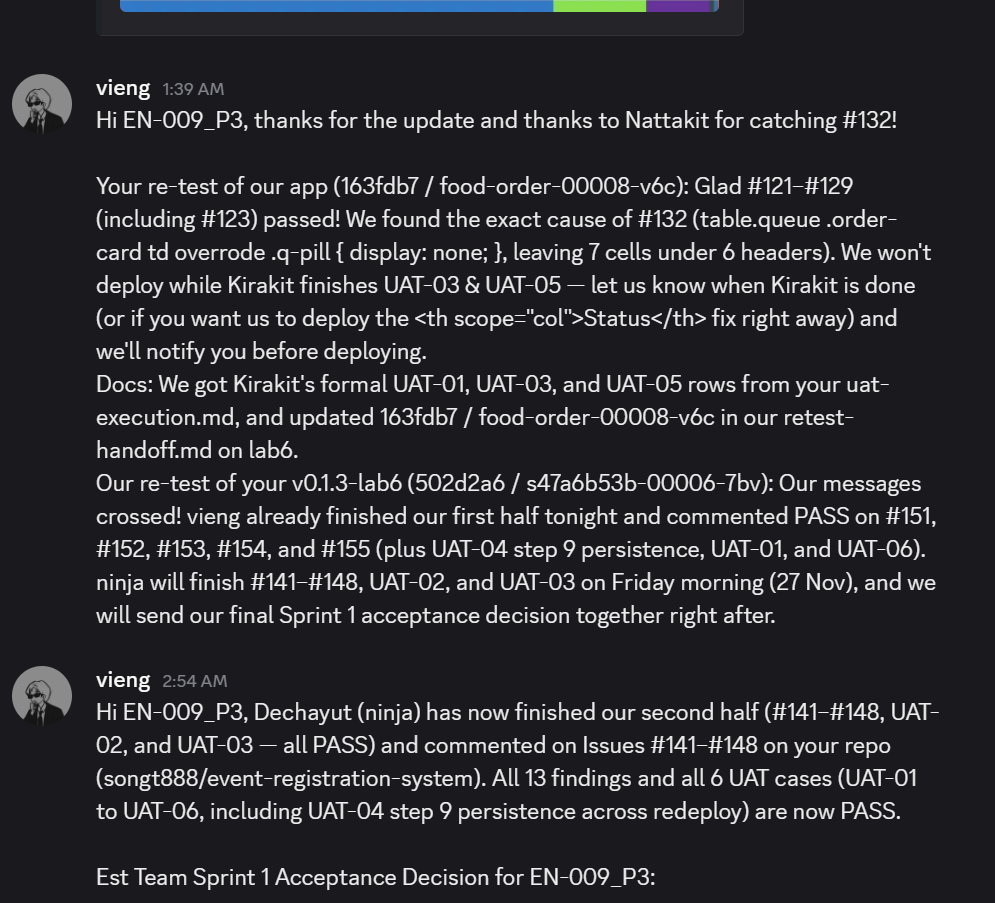 vieng 1:39 AM
Hi EN-009_P3, thanks for the update and thanks to Nattakit for catching #132!
Your re-test of our app (163fdb7 / food-order-00008-v6c): Glad #121–#129
(including #123) passed! We found the exact cause of #132 (table.queue .order-
card td overrode .q-pill { display: none; }, leaving 7 cells under 6 headers). We won't
deploy while Kirakit finishes UAT-03 & UAT-05 — let us know when Kirakit is done
(or if you want us to deploy the <th scope="col">Status</th> fix right away) and
we'll notify you before deploying.
Docs: We got Kirakit's formal UAT-01, UAT-03, and UAT-05 rows from your uat-
execution.md, and updated 163fdb7 / food-order-00008-v6c in our retest-
handoff.md on lab6.
Our re-test of your v0.1.3-lab6 (502d2a6 / s47a6b53b-00006-7bv): Our messages
crossed! vieng already finished our first half tonight and commented PASS on #151,
#152, #153, #154, and #155 (plus UAT-04 step 9 persistence, UAT-01, and UAT-06).
ninja will finish #141–#148, UAT-02, and UAT-03 on Friday morning (27 Nov), and we
will send our final Sprint 1 acceptance decision together right after.
vieng 2:54 AM
Hi EN-009_P3, Dechayut (ninja) has now finished our second half (#141–#148, UAT-
02, and UAT-03 — all PASS) and commented on Issues #141–#148 on your repo
(songt888/event-registration-system). All 13 findings and all 6 UAT cases (UAT-01
to UAT-06, including UAT-04 step 9 persistence across redeploy) are now PASS.
Est Team Sprint 1 Acceptance Decision for EN-009_P3: